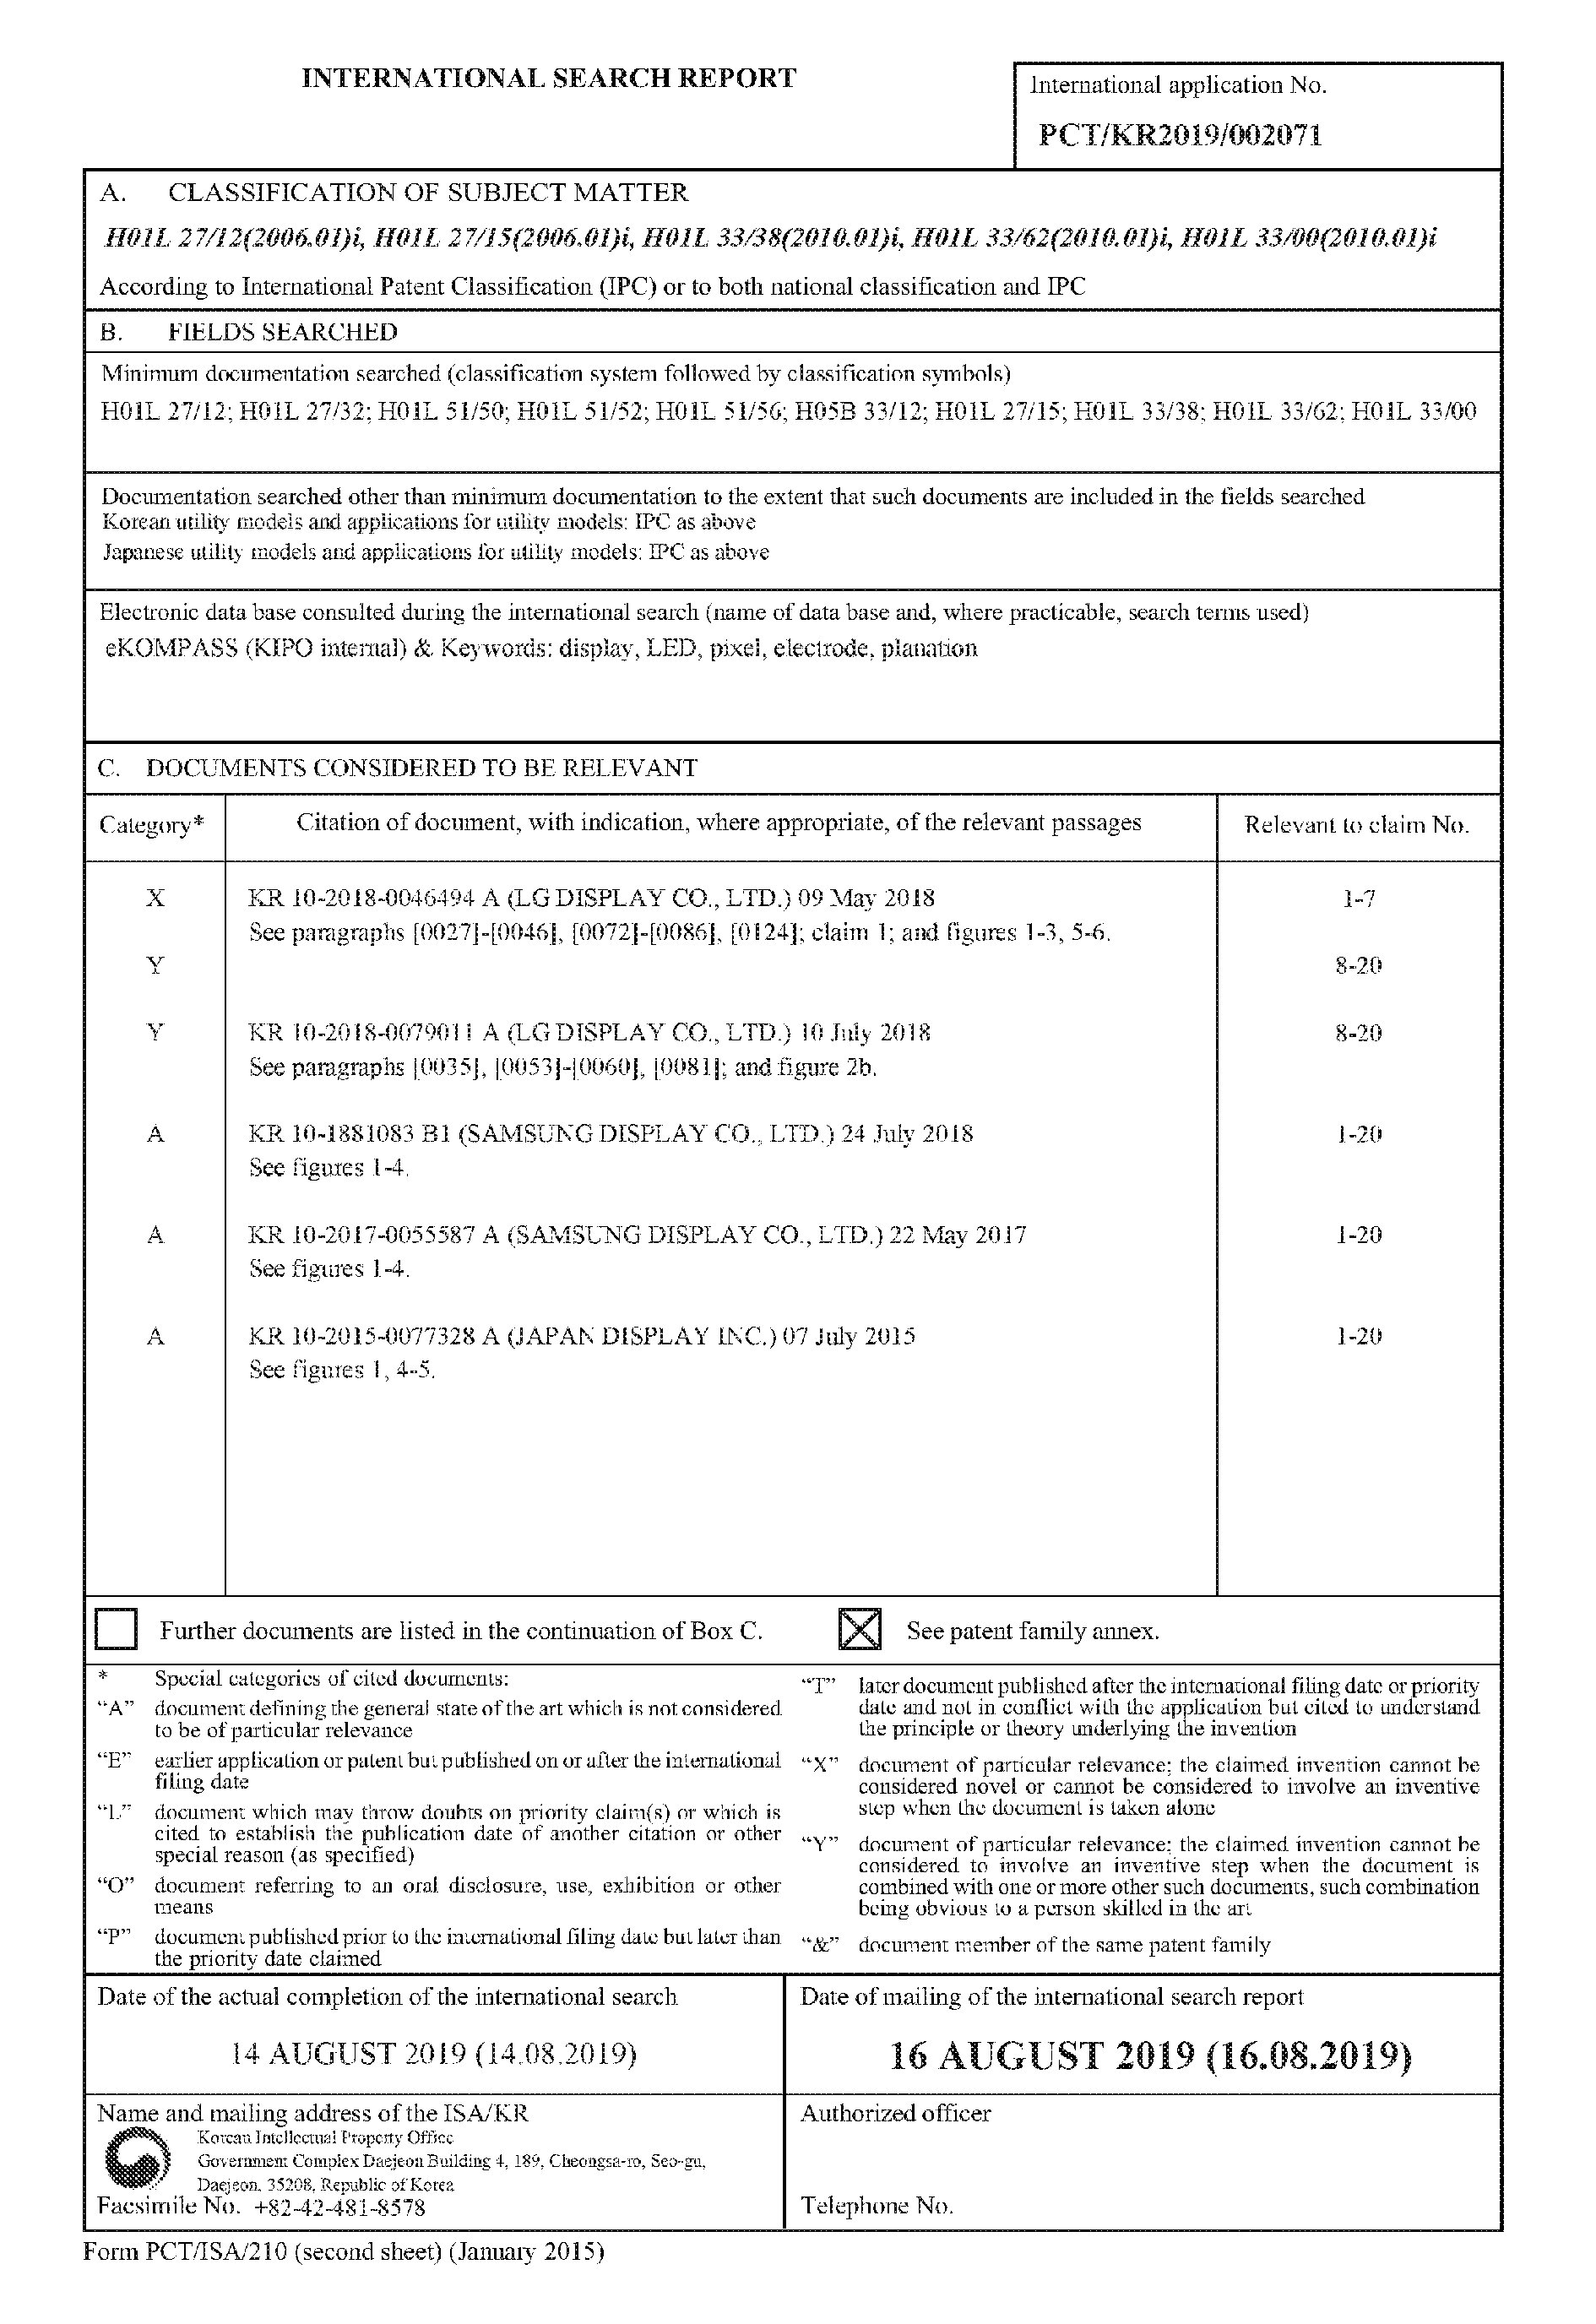 INTERNATIONAL SEARCH REPORT
International application No.
PCT/KR2019/002071
A. CLASSIFICATION OF SUBJECT MATTER
H01L 27/12(2006.01)i, H01L 27/15(2006.01)i, H01L 33/38(2010.01)i, H01L 33/62(2010.01)i, H01L 33/00(2010.01)i
According to International Patent Classification (IPC) or to both national classification and IPC
B. FIELDS SEARCHED
Minimum documentation searched (classification system followed by classification symbols)
H01L 27/12; H01L 27/32; H01L 51/50; H01L 51/52; H01L 51/56; H05B 33/12; H01L 27/15; H01L 33/38; H01L 33/62; H01L 33/00
Documentation searched other than minimum documentation to the extent that such documents are included in the fields searched
Korean utility models and applications for utility models: IPC as above
Japanese utility models and applications for utility models: IPC as above
Electronic data base consulted during the international search (name of data base and, where practicable, search terms used)
eKOMPASS (KIPO internal) & Keywords: display, LED, pixel, electrode, planation
C. DOCUMENTS CONSIDERED TO BE RELEVANT
Category* Citation of document, with indication, where appropriate, of the relevant passages Relevant to claim No.
X KR 10-2018-0046494 A (LG DISPLAY CO., LTD.) 09 May 2018 1-7
See paragraphs [0027]-[0046], [0072]-[0086], [0124]; claim 1; and figures 1-3, 5-6.
Y 8-20
Y KR 10-2018-0079011 A (LG DISPLAY CO., LTD.) 10 July 2018 8-20
See paragraphs [0035], [0053]-[0060], [0081]; and figure 2b.
A KR 10-1881083 B1 (SAMSUNG DISPLAY CO., LTD.) 24 July 2018 1-20
See figures 1-4.
A KR 10-2017-0055587 A (SAMSUNG DISPLAY CO., LTD.) 22 May 2017 1-20
See figures 1-4.
A KR 10-2015-0077328 A (JAPAN DISPLAY INC.) 07 July 2015 1-20
See figures 1, 4-5.
Further documents are listed in the continuation of Box C.
See patent family annex.
* Special categories of cited documents:
"A" document defining the general state of the art which is not considered
to be of particular relevance
"E" earlier application or patent but published on or after the international
filing date
"L" document which may throw doubts on priority claim(s) or which is
cited to establish the publication date of another citation or other
special reason (as specified)
"O" document referring to an oral disclosure, use, exhibition or other
means
"P" document published prior to the international filing date but later than
the priority date claimed
"T" later document published after the international filing date or priority
date and not in conflict with the application but cited to understand
the principle or theory underlying the invention
"X" document of particular relevance; the claimed invention cannot be
considered novel or cannot be considered to involve an inventive
step when the document is taken alone
"Y" document of particular relevance; the claimed invention cannot be
considered to involve an inventive step when the document is
combined with one or more other such documents, such combination
being obvious to a person skilled in the art
"&" document member of the same patent family
Date of the actual completion of the international search
14 AUGUST 2019 (14.08.2019)
Date of mailing of the international search report
16 AUGUST 2019 (16.08.2019)
Name and mailing address of the ISA/KR
Korean Intellectual Property Office
Government Complex Daejeon Building 4, 189, Cheongsa-ro, Seo-gu,
Daejeon, 35208, Republic of Korea
Facsimile No. +82-42-481-8578
Authorized officer
Telephone No.
Form PCT/ISA/210 (second sheet) (January 2015)